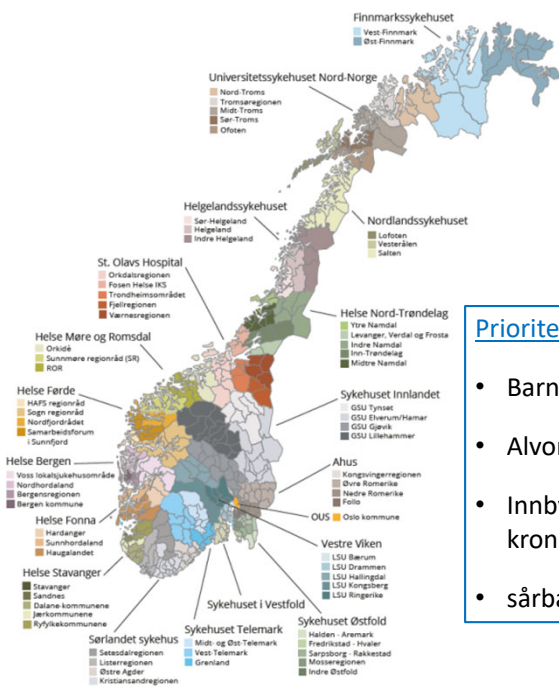 Finnmarkssykehuset
Vest-Finnmark
Øst-Finnmark
Universitetssykehuset Nord-Norge
Nord-Troms
Tromsøregionen
Midt-Troms
Sør-Troms
Ofoten
Helgelandssykehuset
Sør-Helgeland
Helgeland
Indre Helgeland
Nordlandssykehuset
Lofoten
Vesterålen
Salten
St. Olavs Hospital
Orkdalsregionen
Fosen Helse IKS
Trondheimsområdet
Fjellregionen
Værnesregionen
Helse Nord-Trøndelag
Ytre Namdal
Levanger, Verdal og Frosta
Indre Namdal
Inn-Trøndelag
Midtre Namdal
Helse Møre og Romsdal
Orkidé
Sunnmøre regionråd (SR)
ROR
Helse Førde
HAFS regionråd
Sogn regionråd
Nordfjordrådet
Samarbeidsforum
i Sunnfjord
Sykehuset Innlandet
GSU Tynset
GSU Elverum/Hamar
GSU Gjøvik
GSU Lillehammer
Helse Bergen
Voss lokalsjukehusområde
Nordhordaland
Bergensregionen
Bergen kommune
Ahus
Kongsvingerregionen
Øvre Romerike
Nedre Romerike
Follo
OUS
Oslo kommune
Helse Fonna
Hardanger
Sunnhordaland
Haugalandet
Vestre Viken
LSU Bærum
LSU Drammen
LSU Hallingdal
LSU Kongsberg
LSU Ringerike
Helse Stavanger
Stavanger
Sandnes
Dalane-kommunene
Jærkommunene
Ryfylkekommunene
Sykehuset i Vestfold
Sørlandet sykehus
Setesdalregionen
Listerregionen
Østre Agder
Kristiansandregionen
Sykehuset Telemark
Midt- og Øst-Telemark
Vest-Telemark
Grenland
Sykehuset Østfold
Halden - Aremark
Fredrikstad - Hvaler
Sarpsborg - Rakkestad
Mosseregionen
Indre Østfold
Priorite
• Barn
• Alvor
• Innby
kron
• sårba